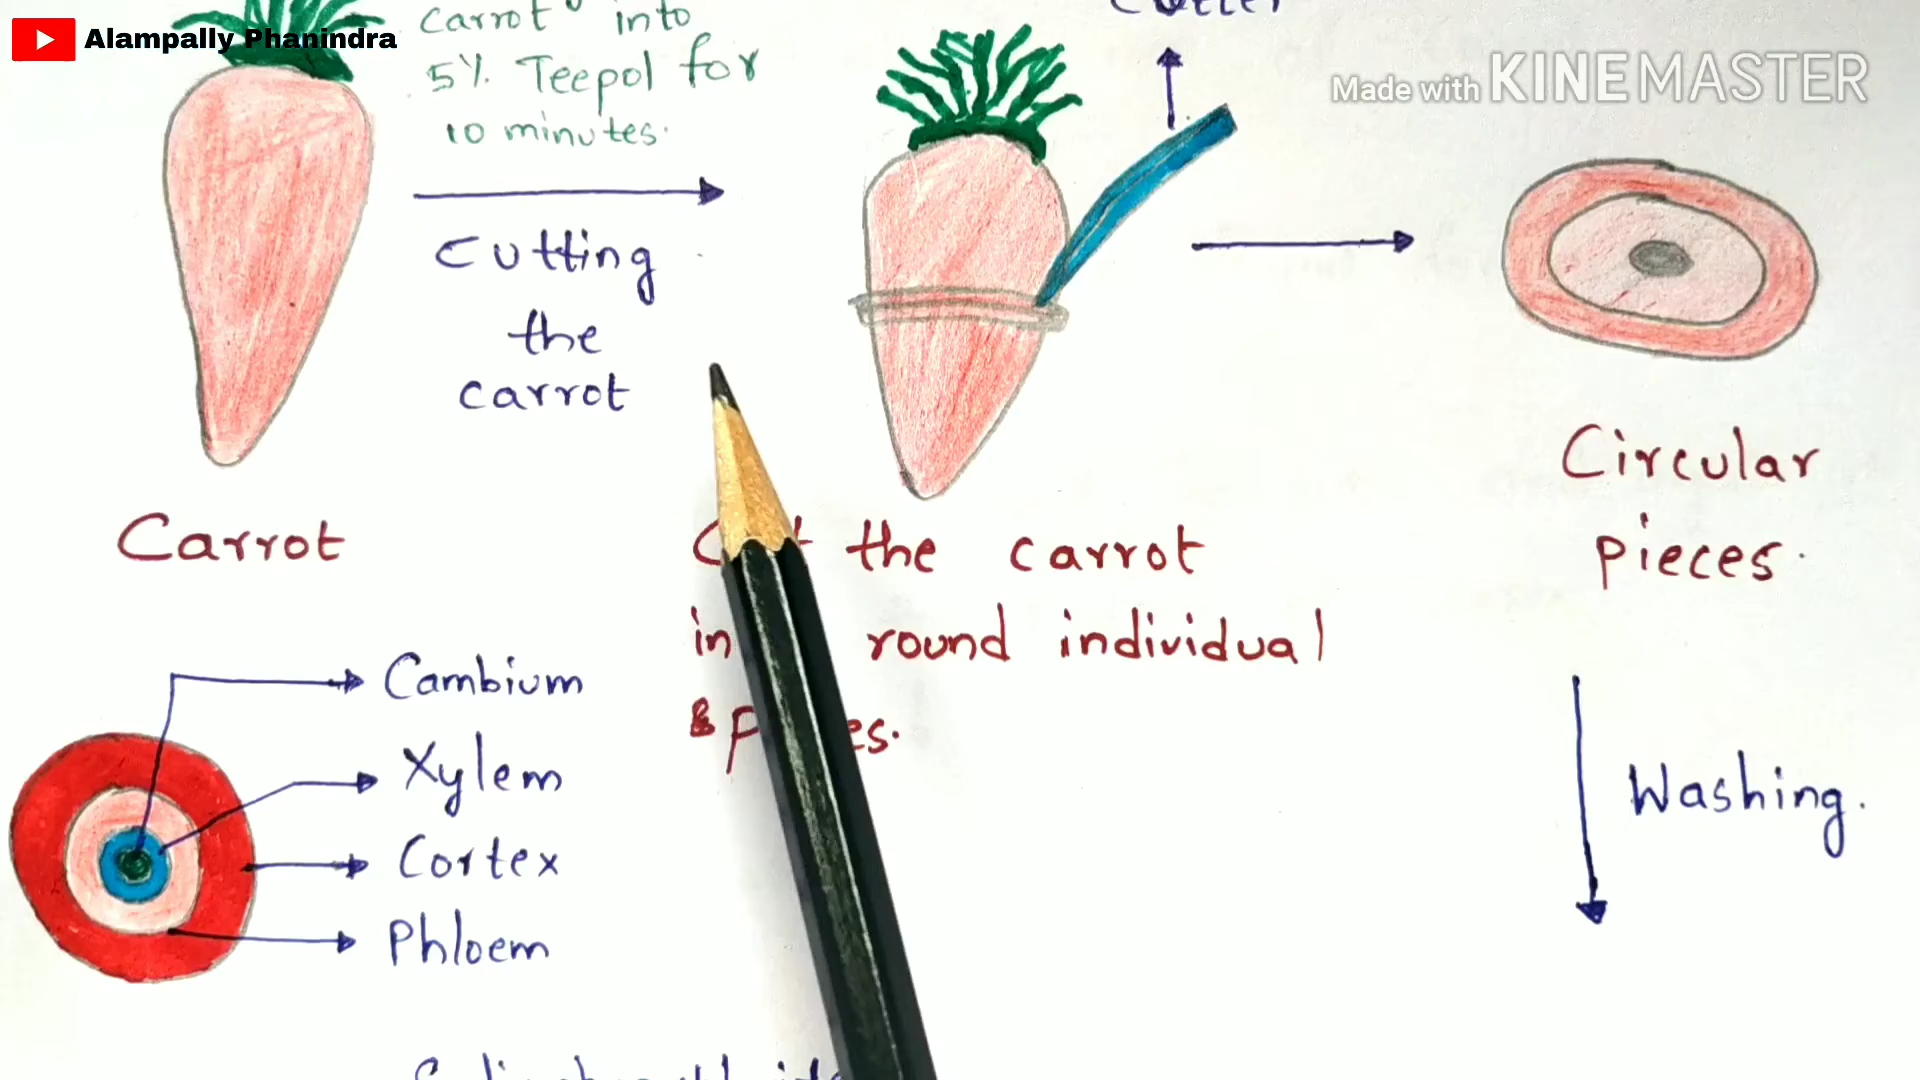 Alampally Phanindra
Made with KINEMASTER
Carrot into
5% Teepol for
10 minutes.
Cutter
Cutting
the
carrot
Carrot
the carrot
round individual
Circular
pieces.
Washing.
Cambium
Xylem
Cortex
Phloem